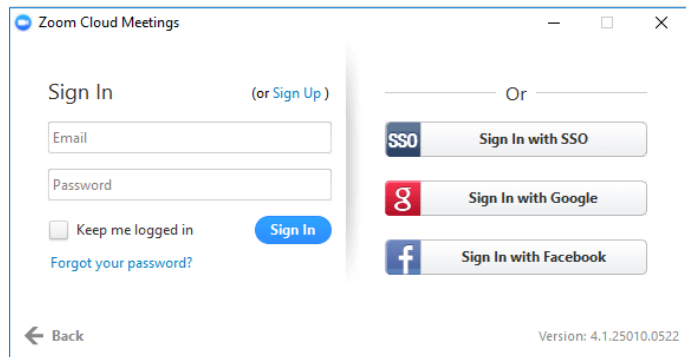 Zoom Cloud Meetings
Sign In (or Sign Up )
Email
Password
Keep me logged in Sign In
Forgot your password?
Or
SSO Sign In with SSO
g Sign In with Google
f Sign In with Facebook
Back
Version: 4.1.25010.0522